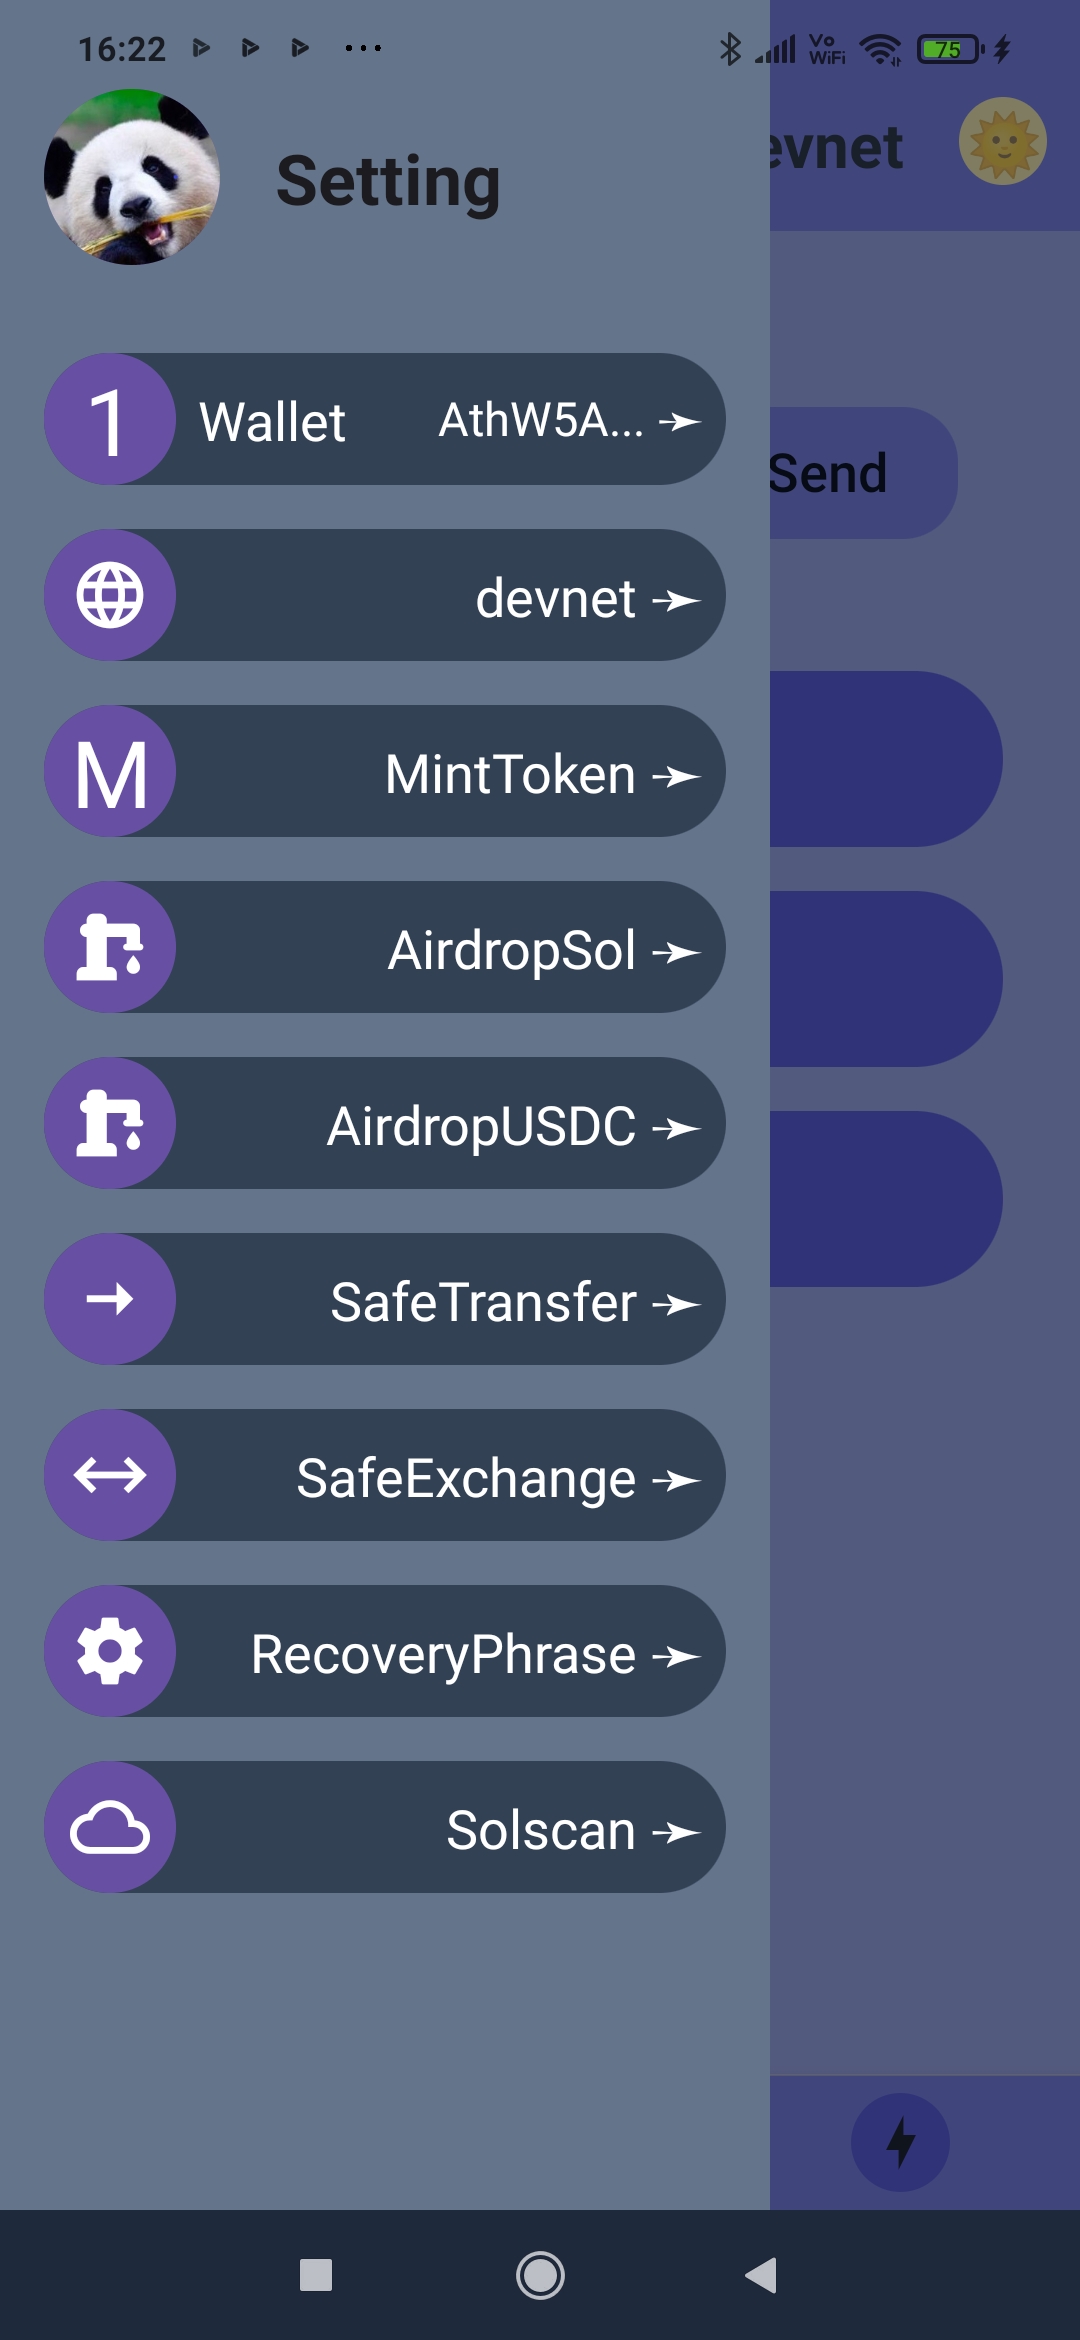 16:22
Vo
WiFi
75
Setting
evnet
1 Wallet AthW5A...
Send
devnet
M MintToken
AirdropSol
AirdropUSDC
SafeTransfer
SafeExchange
RecoveryPhrase
Solscan